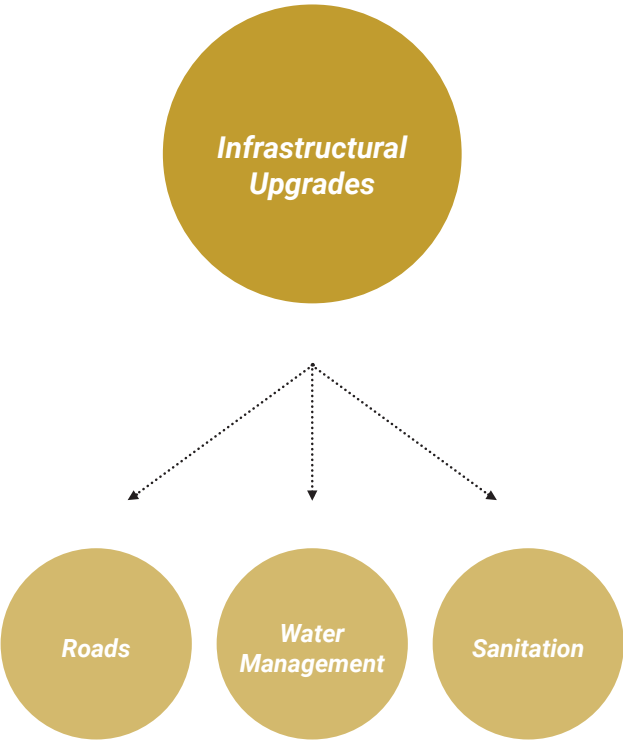 Infrastructural
Upgrades
Roads
Water
Management
Sanitation